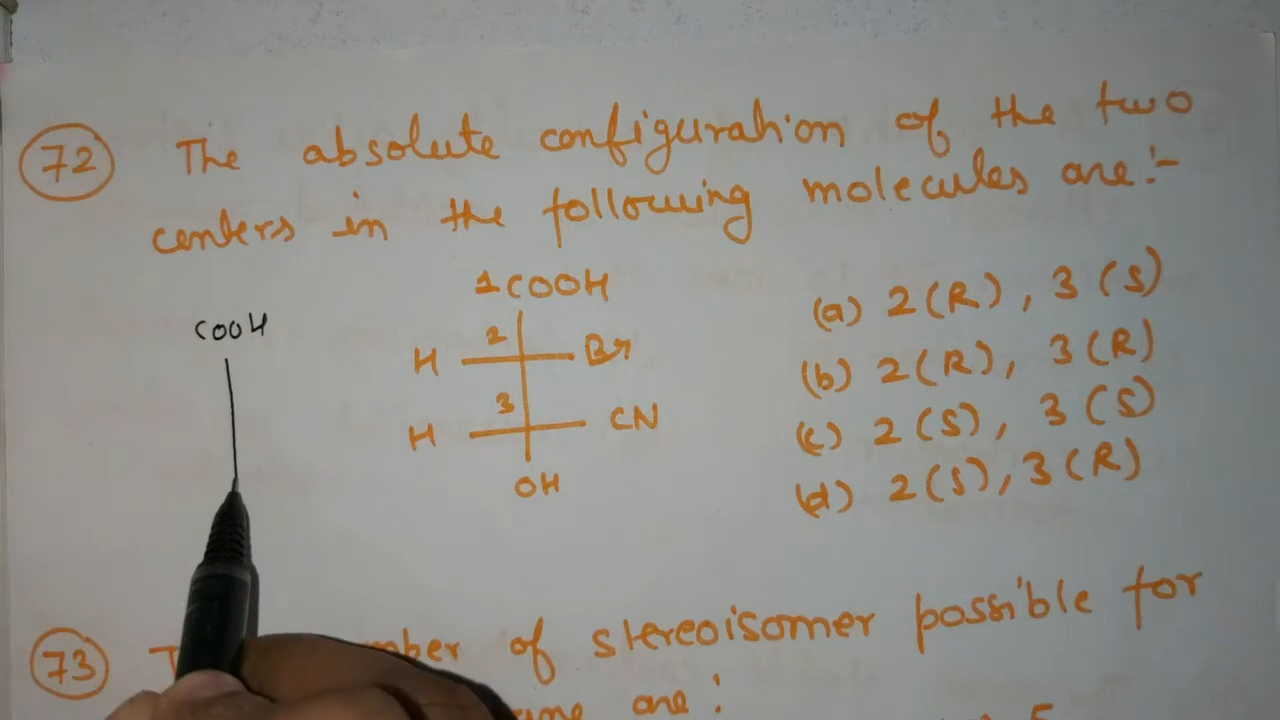 72 The absolute configuration of the two
centers in the following molecules are:-
1COOH
2
H Br
3
H CN
OH
COOH
(a) 2(R), 3(S)
(b) 2(R), 3(R)
(c) 2(S), 3(S)
(d) 2(S), 3(R)
73 of stereoisomer possible for
are:
5